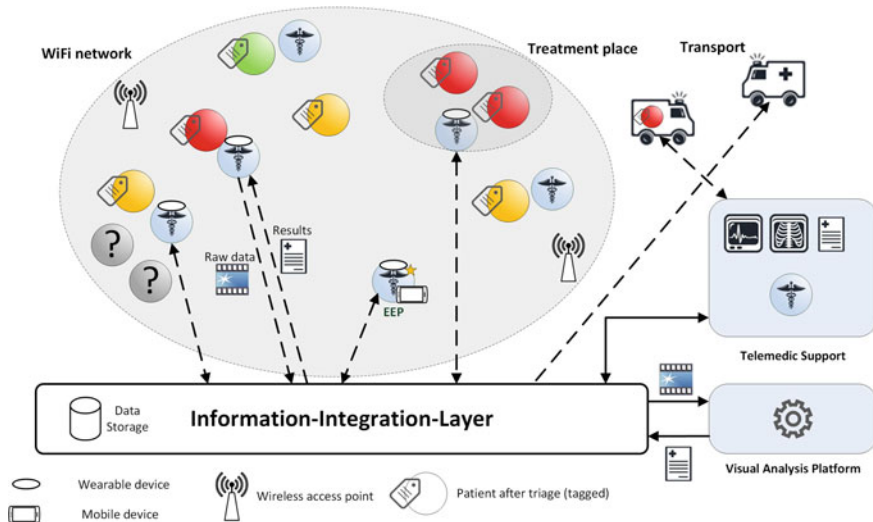 WiFi network
Treatment place
Transport
?
?
Raw data
Results
EEP
Telemedic Support
Data
Storage
Information-Integration-Layer
Visual Analysis Platform
Wearable device
Mobile device
Wireless access point
Patient after triage (tagged)